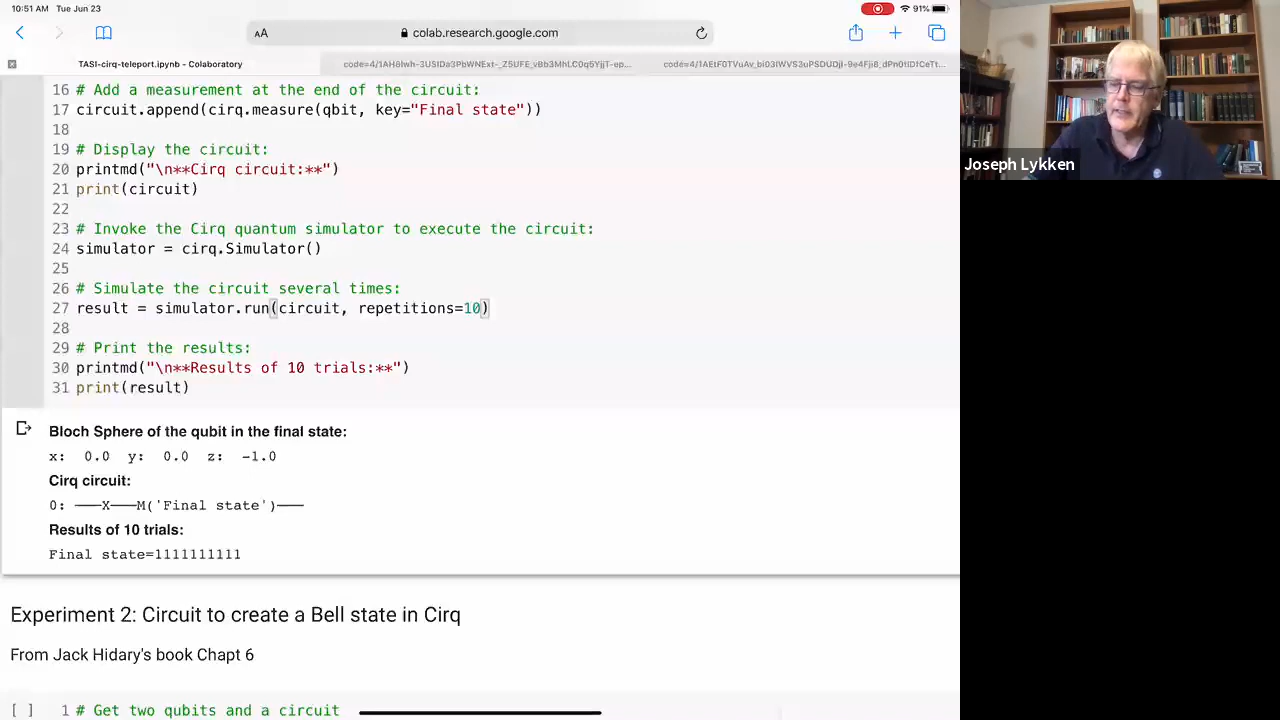 10:51 AM Tue Jun 23
91%
AA
colab.research.google.com
TASI-cirq-teleport.ipynb - Colaboratory
16 # Add a measurement at the end of the circuit:
17 circuit.append(cirq.measure(qbit, key="Final state"))
18
19 # Display the circuit:
20 printmd("\n**Cirq circuit:**")
21 print(circuit)
22
23 # Invoke the Cirq quantum simulator to execute the circuit:
24 simulator = cirq.Simulator()
25
26 # Simulate the circuit several times:
27 result = simulator.run(circuit, repetitions=10)
28
29 # Print the results:
30 printmd("\n**Results of 10 trials:**")
31 print(result)
Bloch Sphere of the qubit in the final state:
x: 0.0 y: 0.0 z: -1.0
Cirq circuit:
0: ───X───M('Final state')───
Results of 10 trials:
Final state=1111111111
Experiment 2: Circuit to create a Bell state in Cirq
From Jack Hidary's book Chapt 6
[ ] 1 # Get two qubits and a circuit
Joseph Lykken